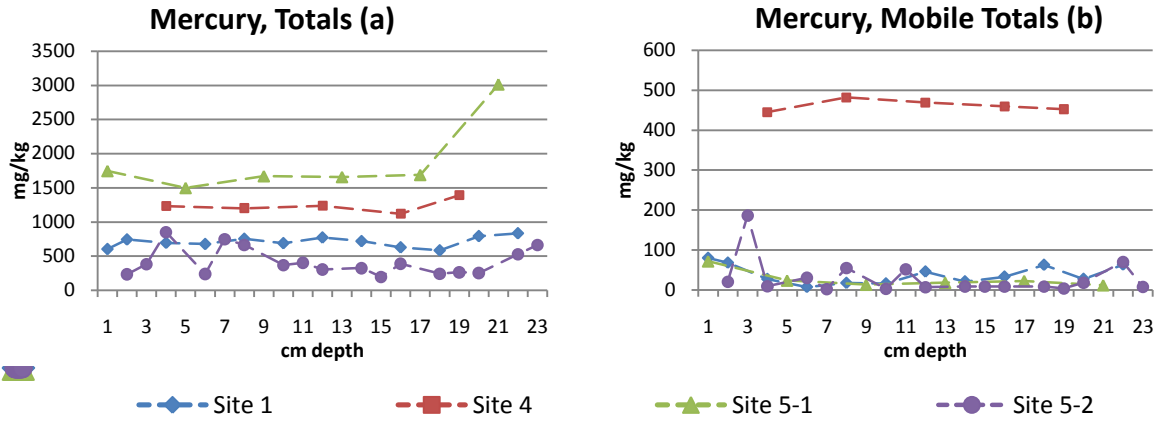 Mercury, Totals (a)
3500
3000
2500
2000
1500
1000
500
0
mg/kg
1 3 5 7 9 11 13 15 17 19 21 23
cm depth
Mercury, Mobile Totals (b)
600
500
400
300
200
100
0
mg/kg
1 3 5 7 9 11 13 15 17 19 21 23
cm depth
Site 1 Site 4 Site 5-1 Site 5-2